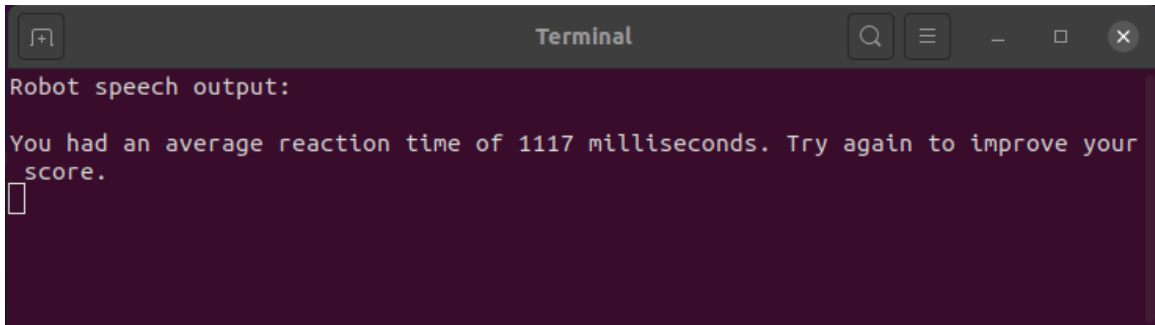 Terminal
Robot speech output:
You had an average reaction time of 1117 milliseconds. Try again to improve your
score.